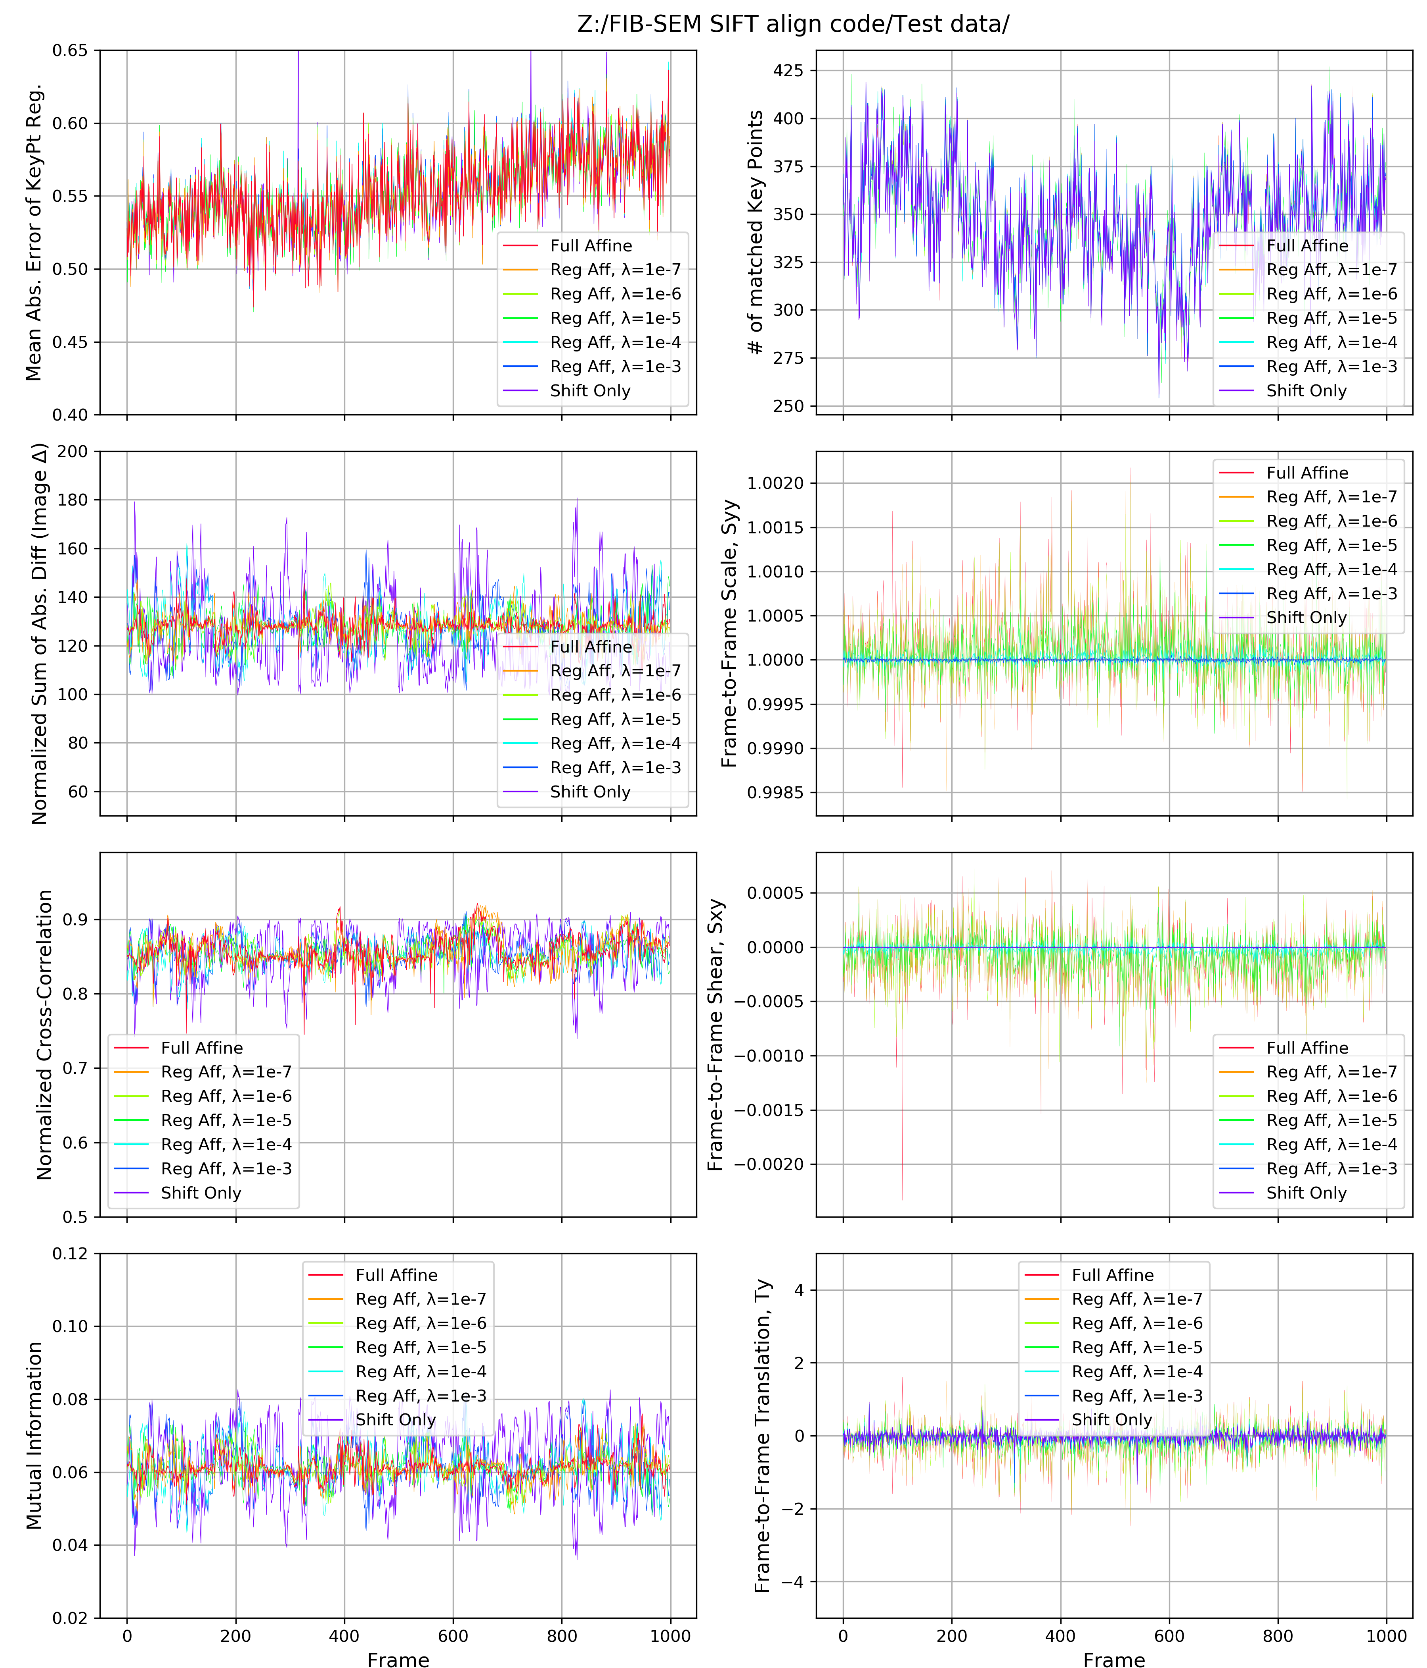 Z:/FIB-SEM SIFT align code/Test data/
Mean Abs. Error of KeyPt Reg.
0.65
0.60
0.55
0.50
0.45
0.40
Full Affine
Reg Aff, λ=1e-7
Reg Aff, λ=1e-6
Reg Aff, λ=1e-5
Reg Aff, λ=1e-4
Reg Aff, λ=1e-3
Shift Only
# of matched Key Points
425
400
375
350
325
300
275
250
Full Affine
Reg Aff, λ=1e-7
Reg Aff, λ=1e-6
Reg Aff, λ=1e-5
Reg Aff, λ=1e-4
Reg Aff, λ=1e-3
Shift Only
Normalized Sum of Abs. Diff (Image Δ)
200
180
160
140
120
100
80
60
Full Affine
Reg Aff, λ=1e-7
Reg Aff, λ=1e-6
Reg Aff, λ=1e-5
Reg Aff, λ=1e-4
Reg Aff, λ=1e-3
Shift Only
Frame-to-Frame Scale, Syy
1.0020
1.0015
1.0010
1.0005
1.0000
0.9995
0.9990
0.9985
Full Affine
Reg Aff, λ=1e-7
Reg Aff, λ=1e-6
Reg Aff, λ=1e-5
Reg Aff, λ=1e-4
Reg Aff, λ=1e-3
Shift Only
Normalized Cross-Correlation
0.9
0.8
0.7
0.6
0.5
Full Affine
Reg Aff, λ=1e-7
Reg Aff, λ=1e-6
Reg Aff, λ=1e-5
Reg Aff, λ=1e-4
Reg Aff, λ=1e-3
Shift Only
Frame-to-Frame Shear, Sxy
0.0005
0.0000
−0.0005
−0.0010
−0.0015
−0.0020
Full Affine
Reg Aff, λ=1e-7
Reg Aff, λ=1e-6
Reg Aff, λ=1e-5
Reg Aff, λ=1e-4
Reg Aff, λ=1e-3
Shift Only
Mutual Information
0.12
0.10
0.08
0.06
0.04
0.02
Full Affine
Reg Aff, λ=1e-7
Reg Aff, λ=1e-6
Reg Aff, λ=1e-5
Reg Aff, λ=1e-4
Reg Aff, λ=1e-3
Shift Only
0 200 400 600 800 1000
Frame
Frame-to-Frame Translation, Ty
4
2
0
−2
−4
Full Affine
Reg Aff, λ=1e-7
Reg Aff, λ=1e-6
Reg Aff, λ=1e-5
Reg Aff, λ=1e-4
Reg Aff, λ=1e-3
Shift Only
0 200 400 600 800 1000
Frame